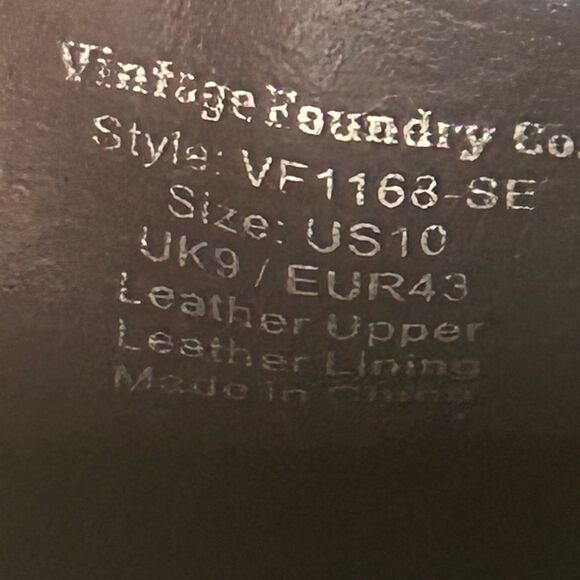 Vintage Foundry Co.
Style: VF1168-SE
Size: US10
UK9 / EUR43
Leather Upper
Leather Lining
Made in China